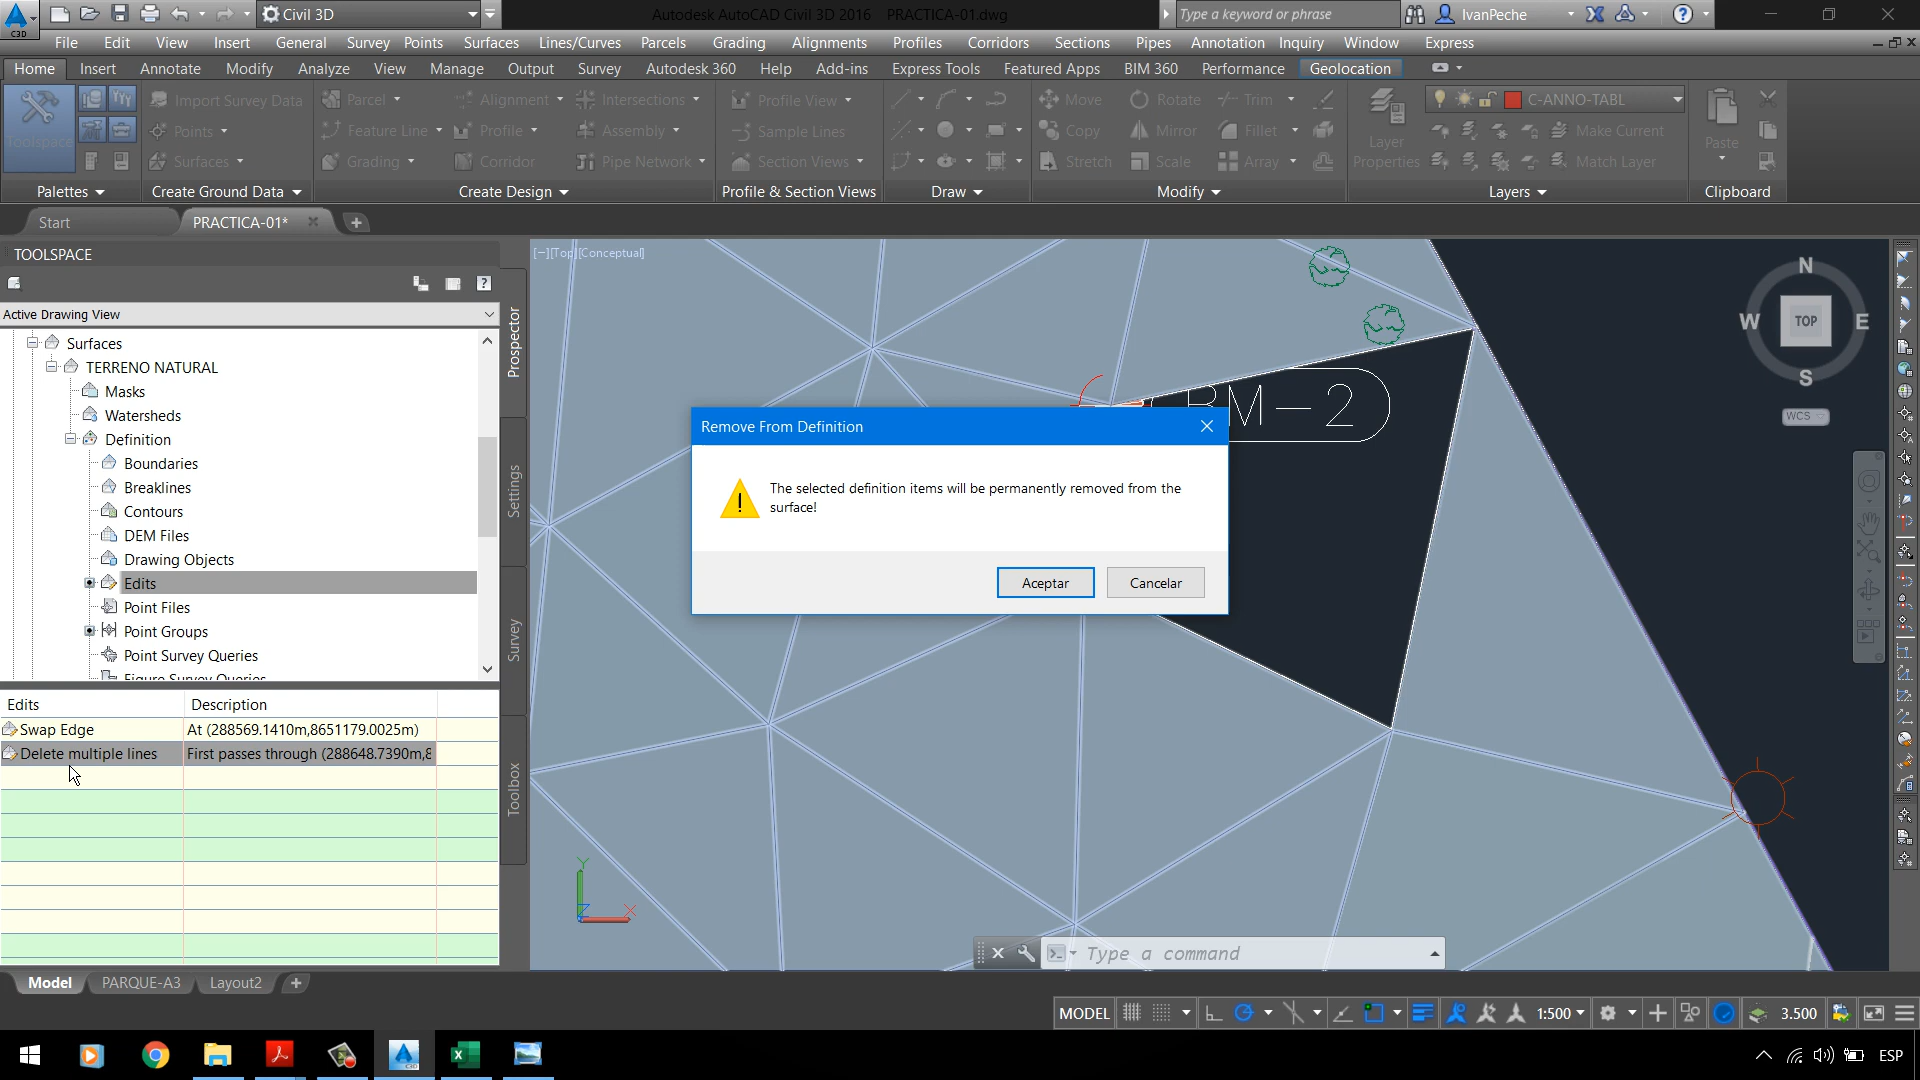 Civil 3D
Autodesk AutoCAD Civil 3D 2016 PRACTICA-01.dwg
Type a keyword or phrase
IvanPeche
C3D
File Edit View Insert General Survey Points Surfaces Lines/Curves Parcels Grading Alignments Profiles Corridors Sections Pipes Annotation Inquiry Window Express
Home Insert Annotate Modify Analyze View Manage Output Survey Autodesk 360 Help Add-ins Express Tools Featured Apps BIM 360 Performance Geolocation
Toolspace
Import Survey Data
Points
Surfaces
Parcel
Feature Line
Grading
Alignment
Profile
Corridor
Intersections
Assembly
Pipe Network
Profile View
Sample Lines
Section Views
Move
Copy
Stretch
Rotate
Mirror
Scale
Trim
Fillet
Array
Layer
Properties
C-ANNO-TABL
Make Current
Match Layer
Paste
Palettes Create Ground Data Create Design Profile & Section Views Draw Modify Layers Clipboard
Start
PRACTICA-01*
TOOLSPACE
Active Drawing View
Surfaces
TERRENO NATURAL
Masks
Watersheds
Definition
Boundaries
Breaklines
Contours
DEM Files
Drawing Objects
Edits
Point Files
Point Groups
Point Survey Queries
Figure Survey Queries
Prospector
Settings
Survey
Toolbox
Edits Description
Swap Edge At (288569.1410m,8651179.0025m)
Delete multiple lines First passes through (288648.7390m,8
[−][Top][Conceptual]
BM-2
N
W TOP E
S
WCS
Remove From Definition
The selected definition items will be permanently removed from the
surface!
Aceptar
Cancelar
Y
X
Z
Type a command
Model PARQUE-A3 Layout2
MODEL
1:500
3.500
ESP